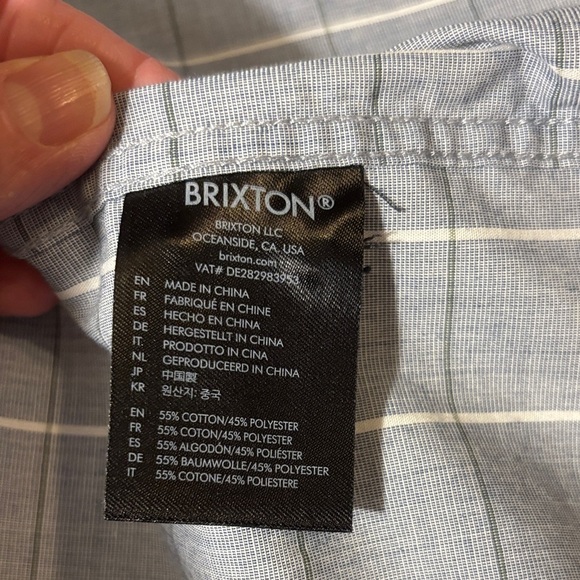 BRIXTON®
BRIXTON LLC
OCEANSIDE, CA, USA
brixton.com
VAT# DE282983953
EN MADE IN CHINA
FR FABRIQUÉ EN CHINE
ES HECHO EN CHINA
DE HERGESTELLT IN CHINA
IT PRODOTTO IN CINA
NL GEPRODUCEERD IN CHINA
JP 中国製
KR 원산지: 중국
EN 55% COTTON/45% POLYESTER
FR 55% COTON/45% POLYESTER
ES 55% ALGODÓN/45% POLIÉSTER
DE 55% BAUMWOLLE/45% POLYESTER
IT 55% COTONE/45% POLIESTERE